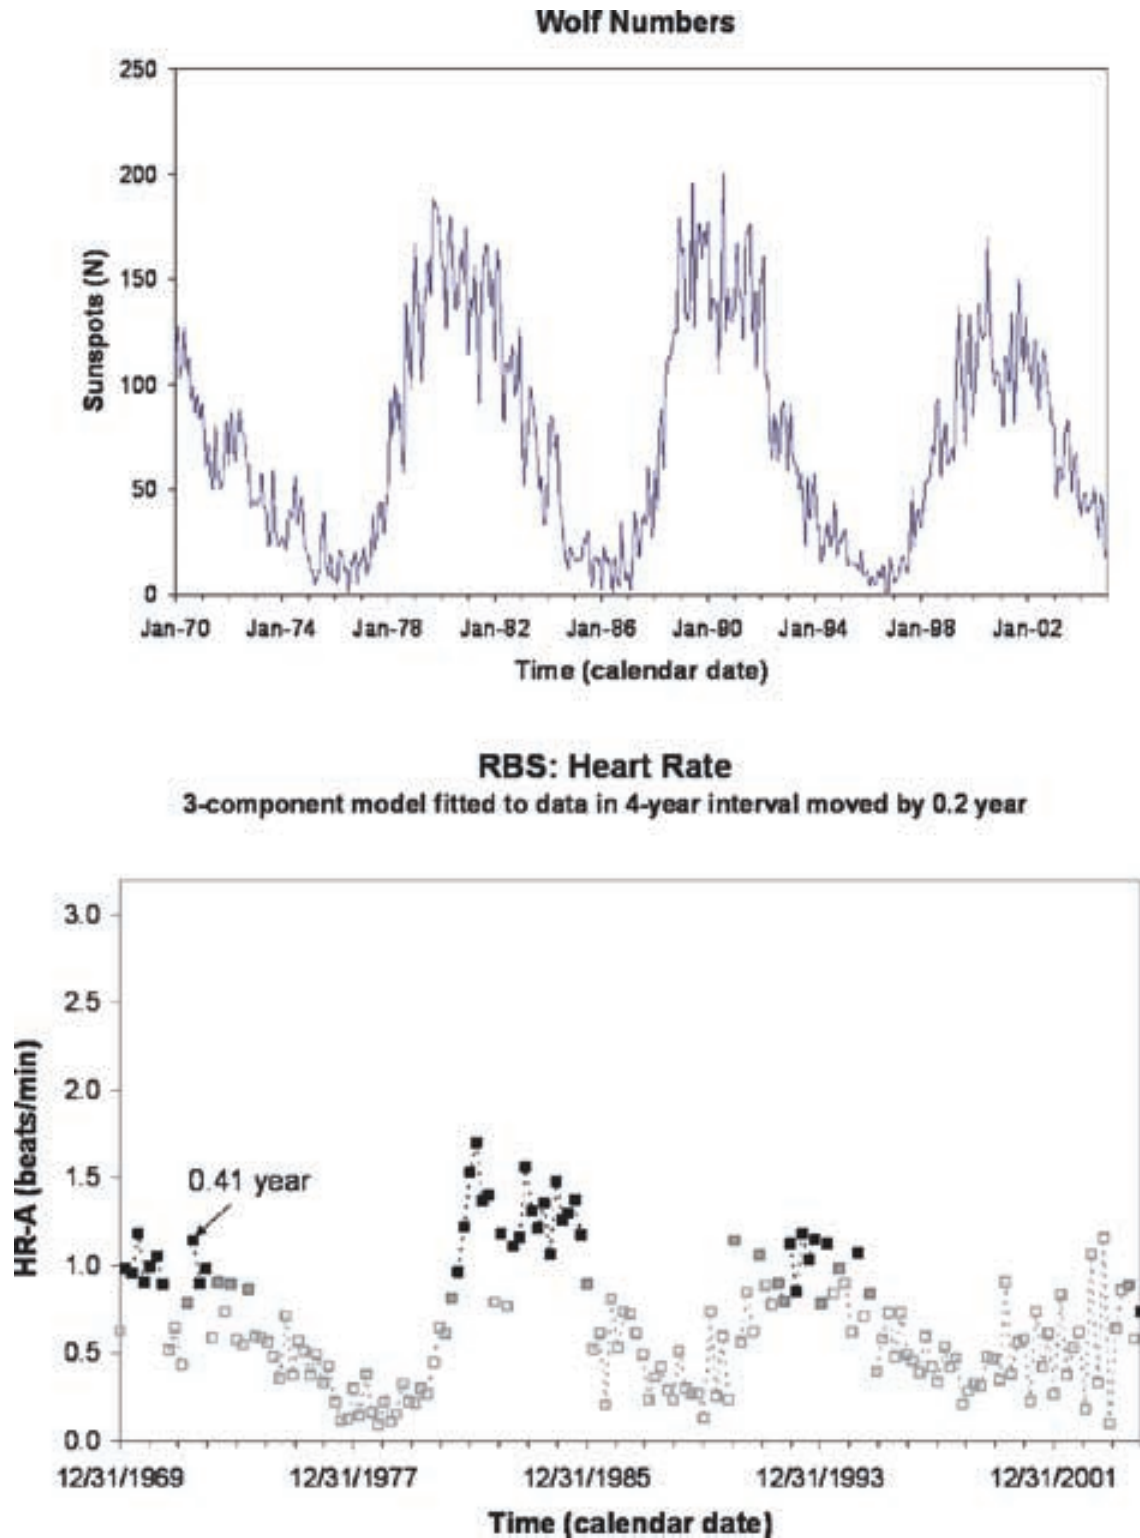 Wolf Numbers
250
200
150
100
50
0
Sunspots (N)
Jan-70 Jan-74 Jan-78 Jan-82 Jan-86 Jan-90 Jan-94 Jan-98 Jan-02
Time (calendar date)
RBS: Heart Rate
3-component model fitted to data in 4-year interval moved by 0.2 year
3.0
2.5
2.0
1.5
1.0
0.5
0.0
HR-A (beats/min)
0.41 year
12/31/1969 12/31/1977 12/31/1985 12/31/1993 12/31/2001
Time (calendar date)